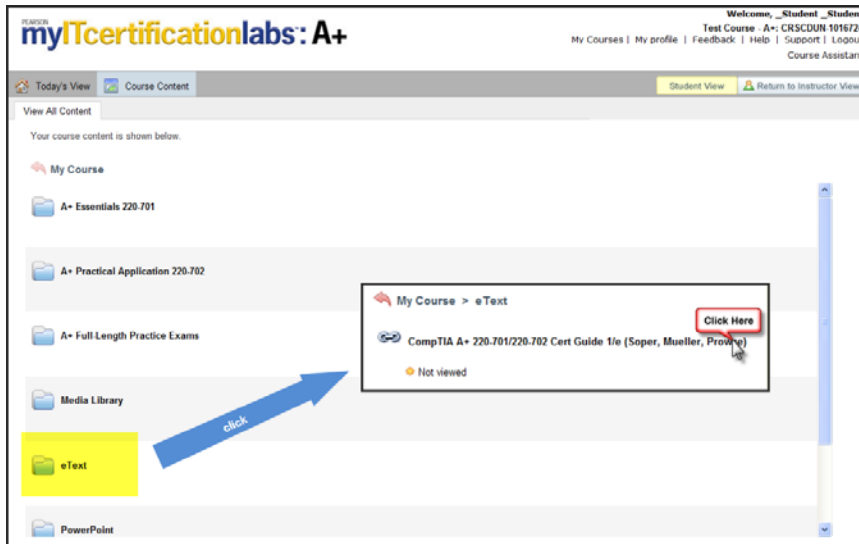 PEARSON
myITcertificationlabs: A+
Welcome, _Student _Studen
Test Course - A+: CRSCDUN-101672
My Courses | My profile | Feedback | Help | Support | Logou
Course Assistan
Today's View Course Content
Student View Return to Instructor View
View All Content
Your course content is shown below.
My Course
A+ Essentials 220-701
A+ Practical Application 220-702
A+ Full-Length Practice Exams
Media Library
eText
PowerPoint
click
My Course > eText
Click Here
CompTIA A+ 220-701/220-702 Cert Guide 1/e (Soper, Mueller, Prowse)
Not viewed